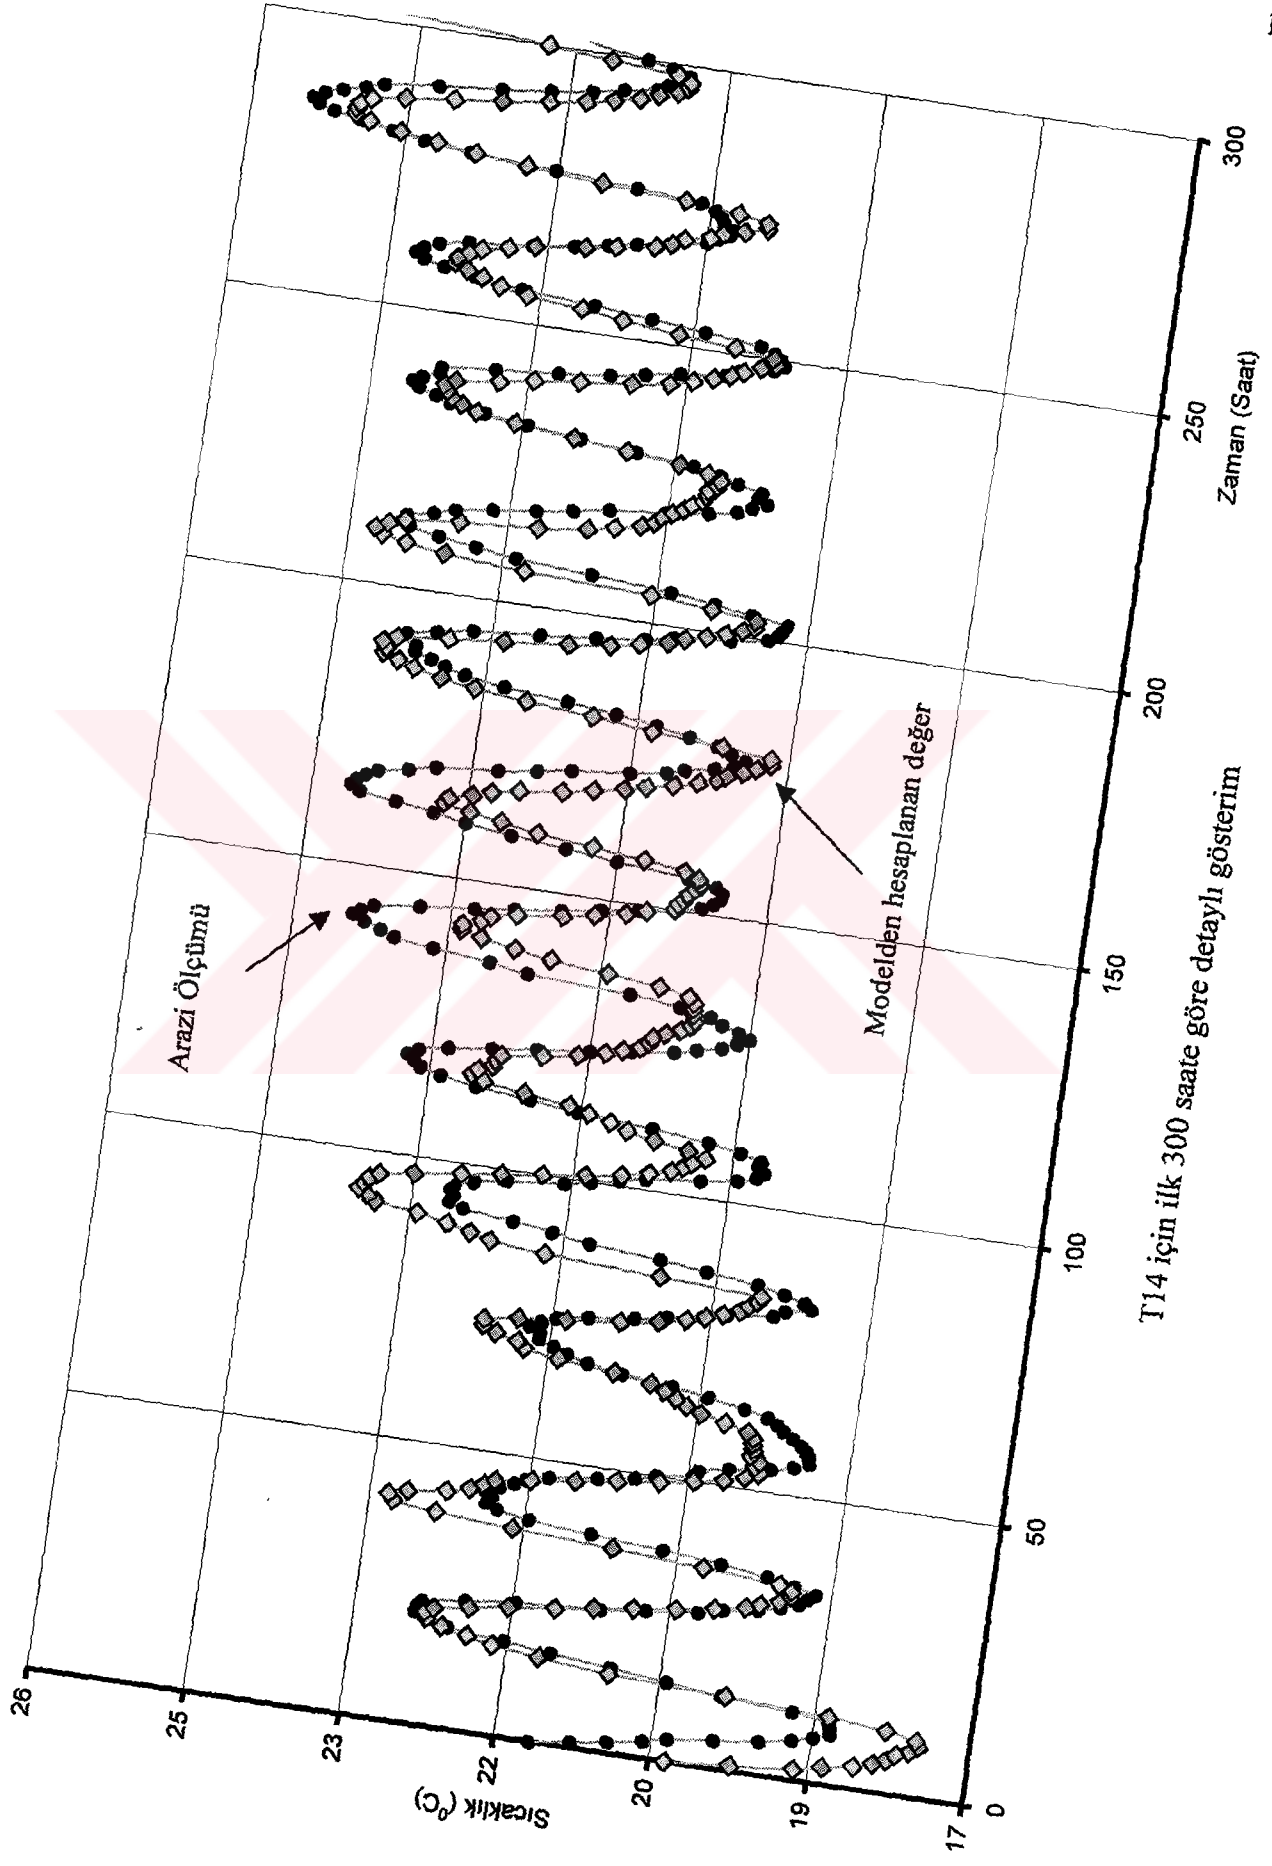 Sıcaklık (⁰C)
26
25
23
22
20
19
17
0
50
100
150
200
250
300
Zaman (Saat)
Arazi Ölçümü
Modelden hesaplanan değer
T14 için ilk 300 saate göre detaylı gösterim